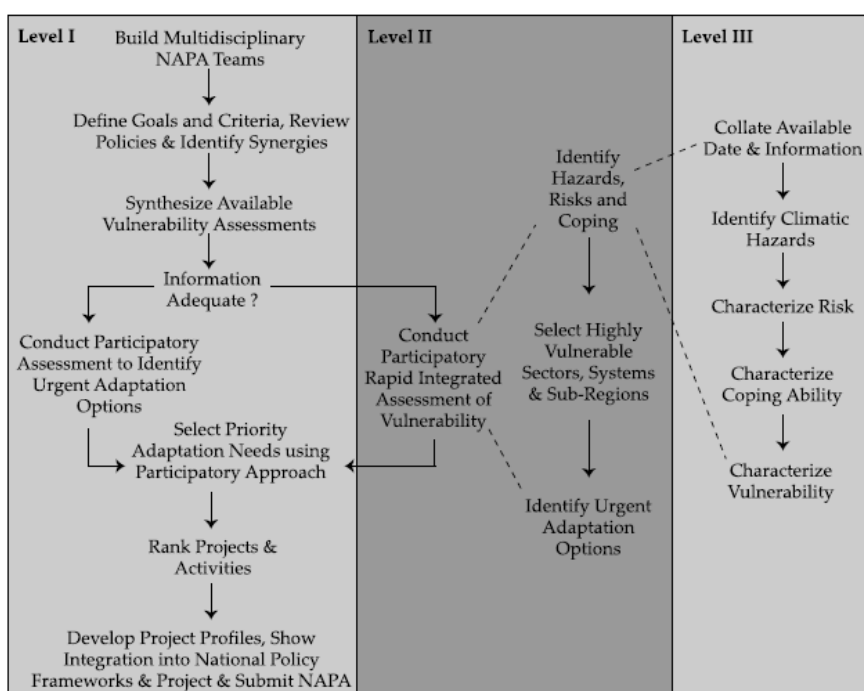 Level I
Build Multidisciplinary
NAPA Teams
Define Goals and Criteria, Review
Policies & Identify Synergies
Synthesize Available
Vulnerability Assessments
Information
Adequate ?
Conduct Participatory
Assessment to Identify
Urgent Adaptation
Options
Select Priority
Adaptation Needs using
Participatory Approach
Rank Projects &
Activities
Develop Project Profiles, Show
Integration into National Policy
Frameworks & Project & Submit NAPA
Level II
Conduct
Participatory
Rapid Integrated
Assessment of
Vulnerability
Identify
Hazards,
Risks and
Coping
Select Highly
Vulnerable
Sectors, Systems
& Sub-Regions
Identify Urgent
Adaptation
Options
Level III
Collate Available
Date & Information
Identify Climatic
Hazards
Characterize Risk
Characterize
Coping Ability
Characterize
Vulnerability